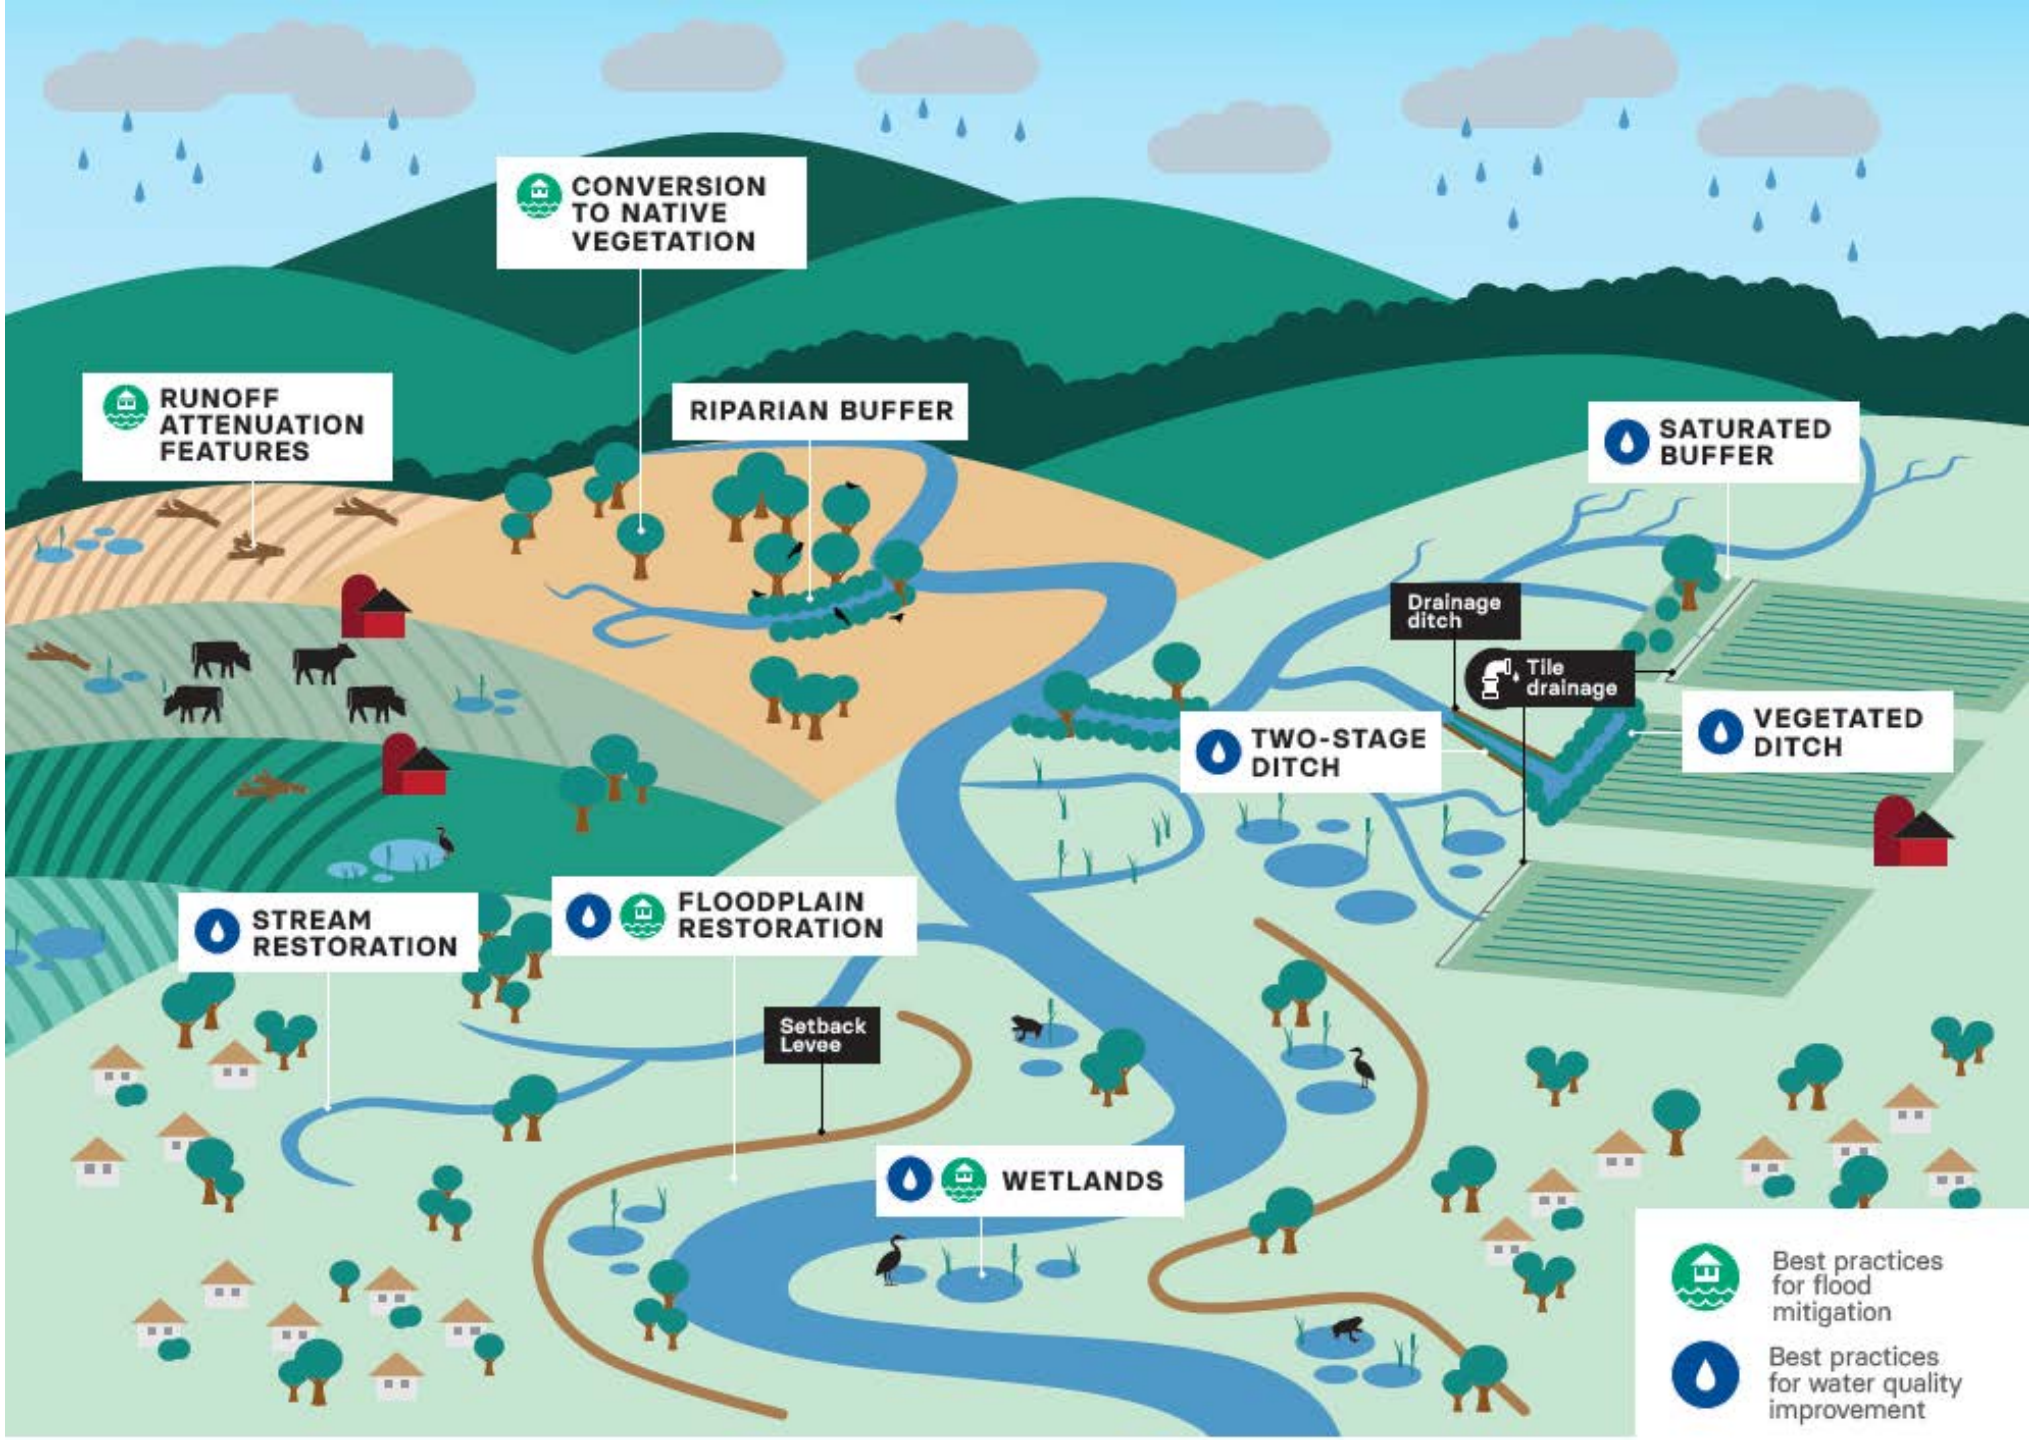 CONVERSION
TO NATIVE
VEGETATION
RUNOFF
ATTENUATION
FEATURES
RIPARIAN BUFFER
SATURATED
BUFFER
Drainage
ditch
Tile
drainage
TWO-STAGE
DITCH
VEGETATED
DITCH
STREAM
RESTORATION
FLOODPLAIN
RESTORATION
Setback
Levee
WETLANDS
Best practices
for flood
mitigation
Best practices
for water quality
improvement